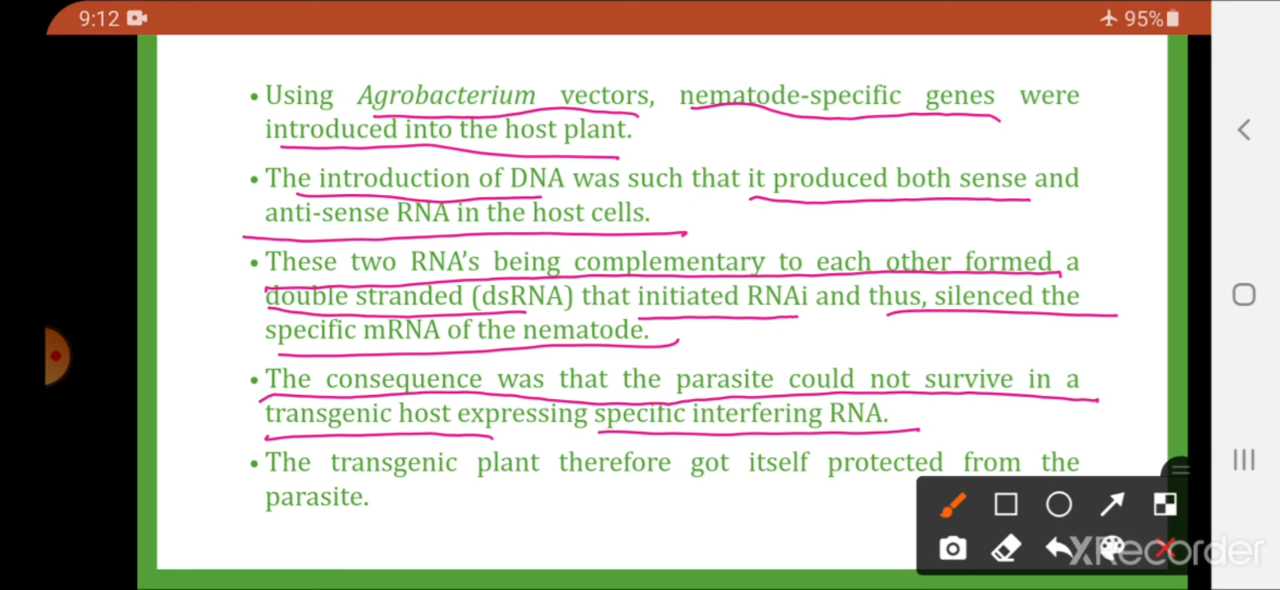 9:12
95%
• Using Agrobacterium vectors, nematode-specific genes were
introduced into the host plant.
• The introduction of DNA was such that it produced both sense and
anti-sense RNA in the host cells.
• These two RNA’s being complementary to each other formed a
double stranded (dsRNA) that initiated RNAi and thus, silenced the
specific mRNA of the nematode.
• The consequence was that the parasite could not survive in a
transgenic host expressing specific interfering RNA.
• The transgenic plant therefore got itself protected from the
parasite.
XRecorder